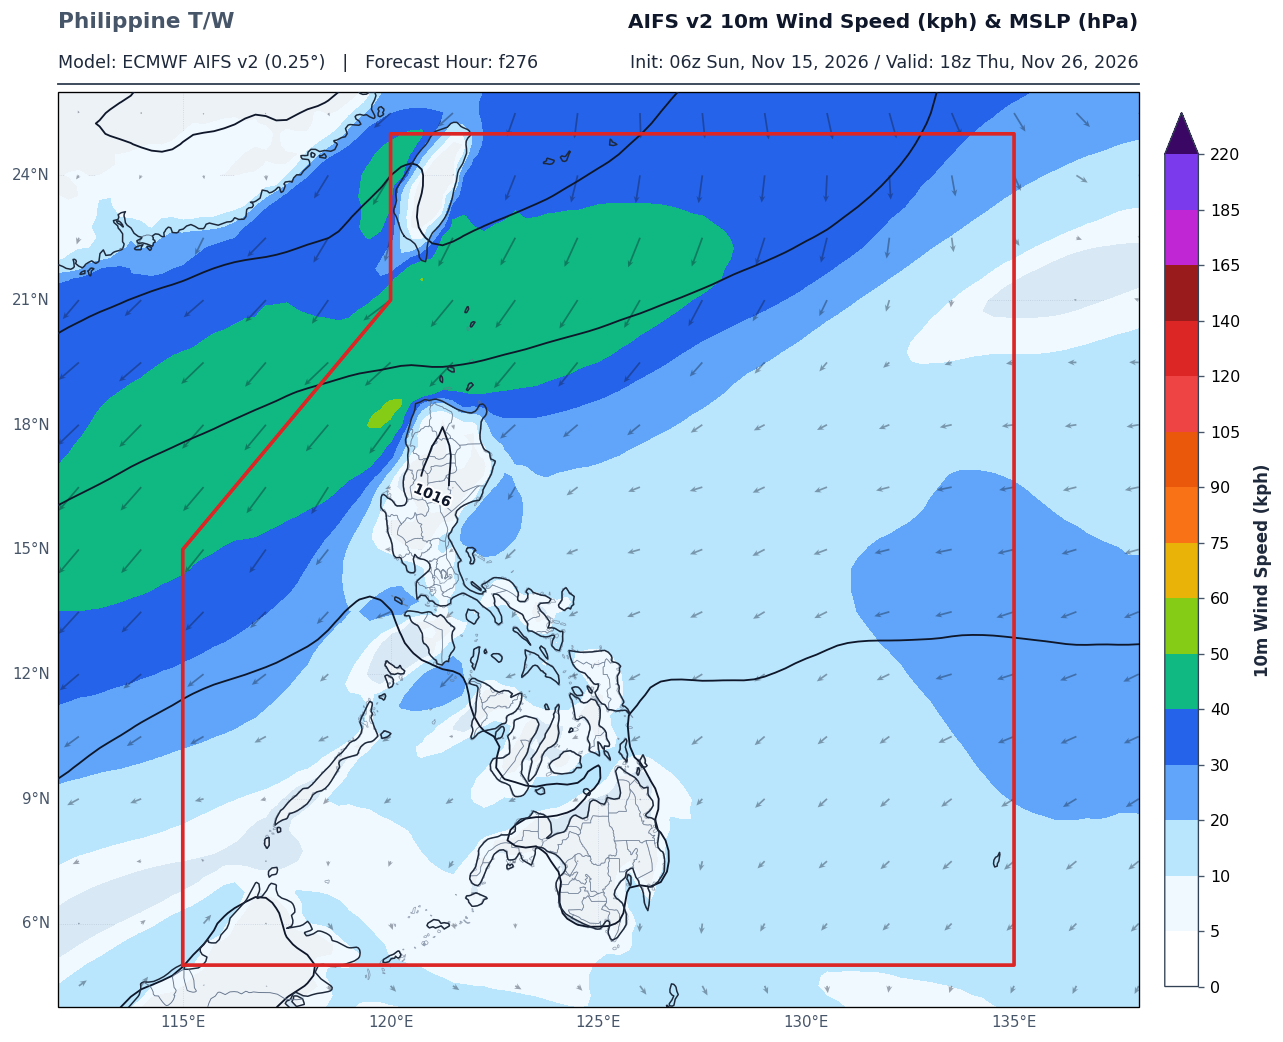 Philippine T/W
AIFS v2 10m Wind Speed (kph) & MSLP (hPa)
Model: ECMWF AIFS v2 (0.25°) | Forecast Hour: f276
Init: 06z Sun, Nov 15, 2026 / Valid: 18z Thu, Nov 26, 2026
24°N
21°N
18°N
15°N
12°N
9°N
6°N
1016
115°E
120°E
125°E
130°E
135°E
220
185
165
140
120
105
90
75
60
50
40
30
20
10
5
0
10m Wind Speed (kph)